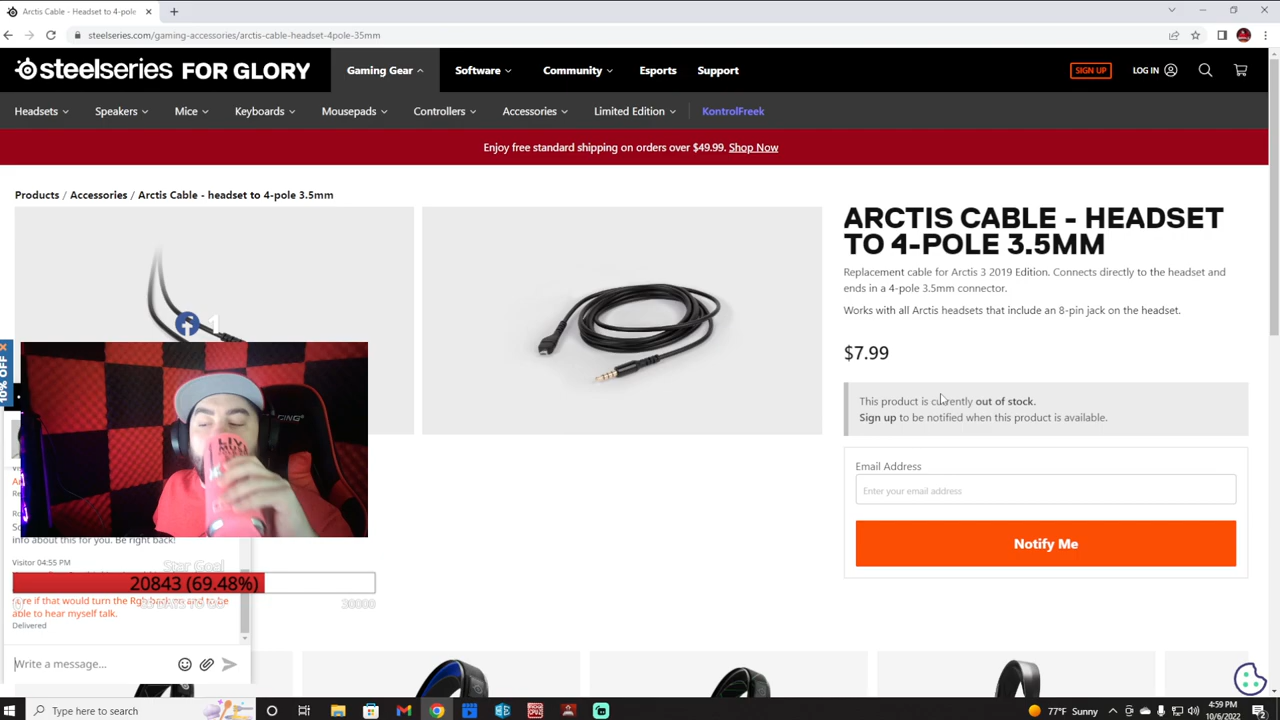 Arctis Cable - Headset to 4-pole
steelseries.com/gaming-accessories/arctis-cable-headset-4pole-35mm
steelseries FOR GLORY
Gaming Gear
Software
Community
Esports
Support
SIGN UP
LOG IN
Headsets
Speakers
Mice
Keyboards
Mousepads
Controllers
Accessories
Limited Edition
KontrolFreek
Enjoy free standard shipping on orders over $49.99. Shop Now
Products / Accessories / Arctis Cable - headset to 4-pole 3.5mm
ARCTIS CABLE - HEADSET
TO 4-POLE 3.5MM
Replacement cable for Arctis 3 2019 Edition. Connects directly to the headset and
ends in a 4-pole 3.5mm connector.
Works with all Arctis headsets that include an 8-pin jack on the headset.
$7.99
This product is currently out of stock.
Sign up to be notified when this product is available.
Email Address
Enter your email address
Notify Me
1
10% OFF
LIV
info about this for you. Be right back!
Visitor 04:55 PM
Star Goal
20843 (69.48%)
30000
able to hear myself talk.
Delivered
Write a message...
Type here to search
77°F Sunny
4:59 PM
10/6/2022
2